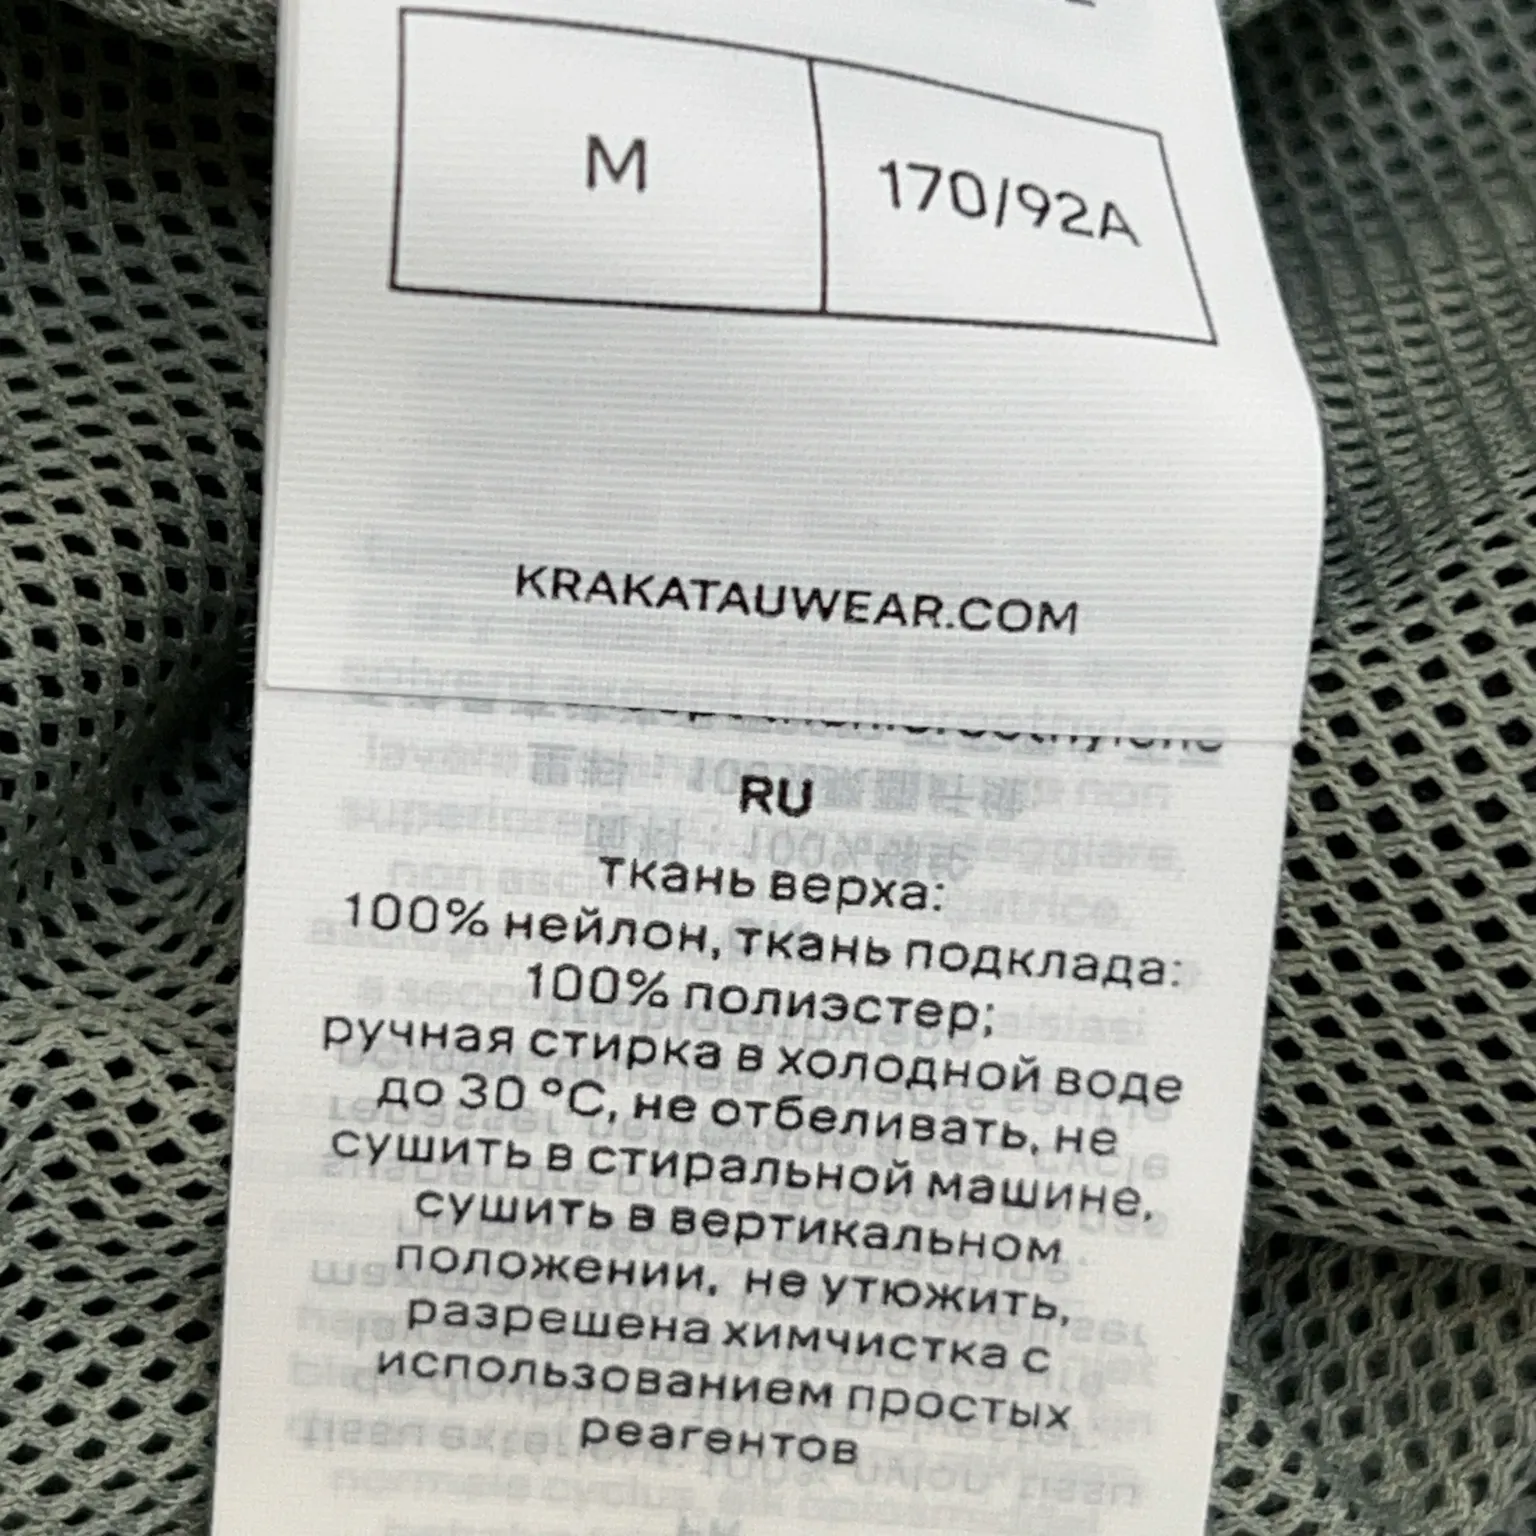 M
170/92A
KRAKATAUWEAR.COM
RU
ткань верха:
100% нейлон, ткань подклада:
100% полиэстер;
ручная стирка в холодной воде
до 30 °C, не отбеливать, не
сушить в стиральной машине,
сушить в вертикальном
положении, не утюжить,
разрешена химчистка с
использованием простых
реагентов